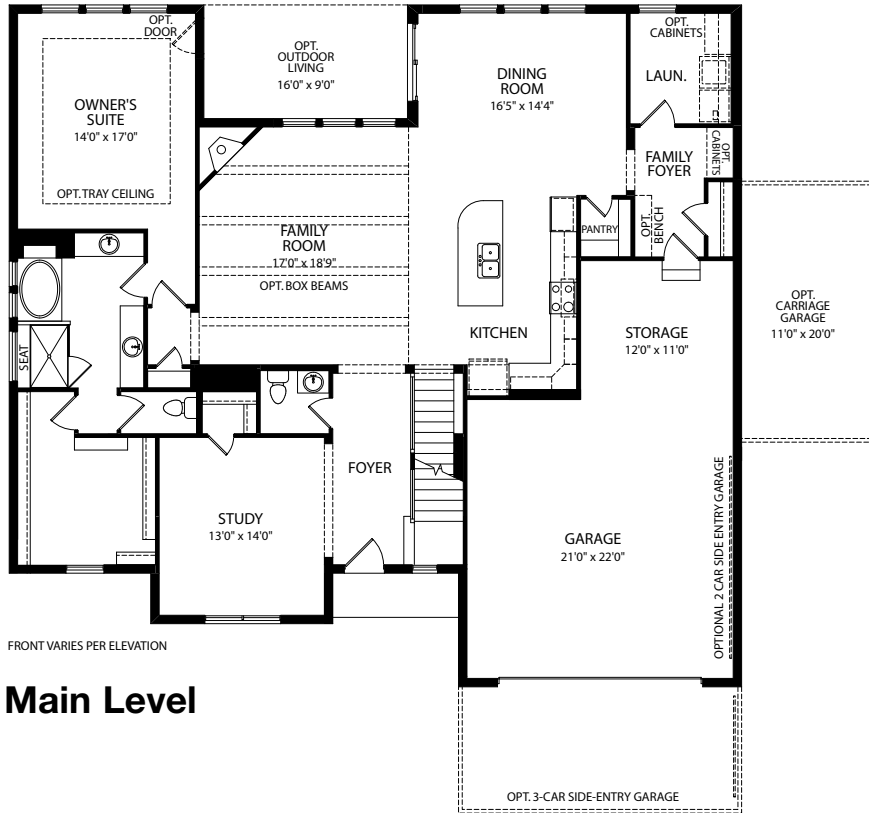 OPT.
DOOR
OPT.
OUTDOOR
LIVING
16'0" x 9'0"
OPT.
CABINETS
LAUN.
DINING
ROOM
16'5" x 14'4"
OWNER'S
SUITE
14'0" x 17'0"
OPT. TRAY CEILING
OPT.
CABINETS
FAMILY
FOYER
OPT.
BENCH
PANTRY
FAMILY
ROOM
17'0" x 18'9"
OPT. BOX BEAMS
KITCHEN
STORAGE
12'0" x 11'0"
OPT.
CARRIAGE
GARAGE
11'0" x 20'0"
SEAT
FOYER
STUDY
13'0" x 14'0"
GARAGE
21'0" x 22'0"
OPTIONAL 2 CAR SIDE ENTRY GARAGE
FRONT VARIES PER ELEVATION
Main Level
OPT. 3-CAR SIDE-ENTRY GARAGE